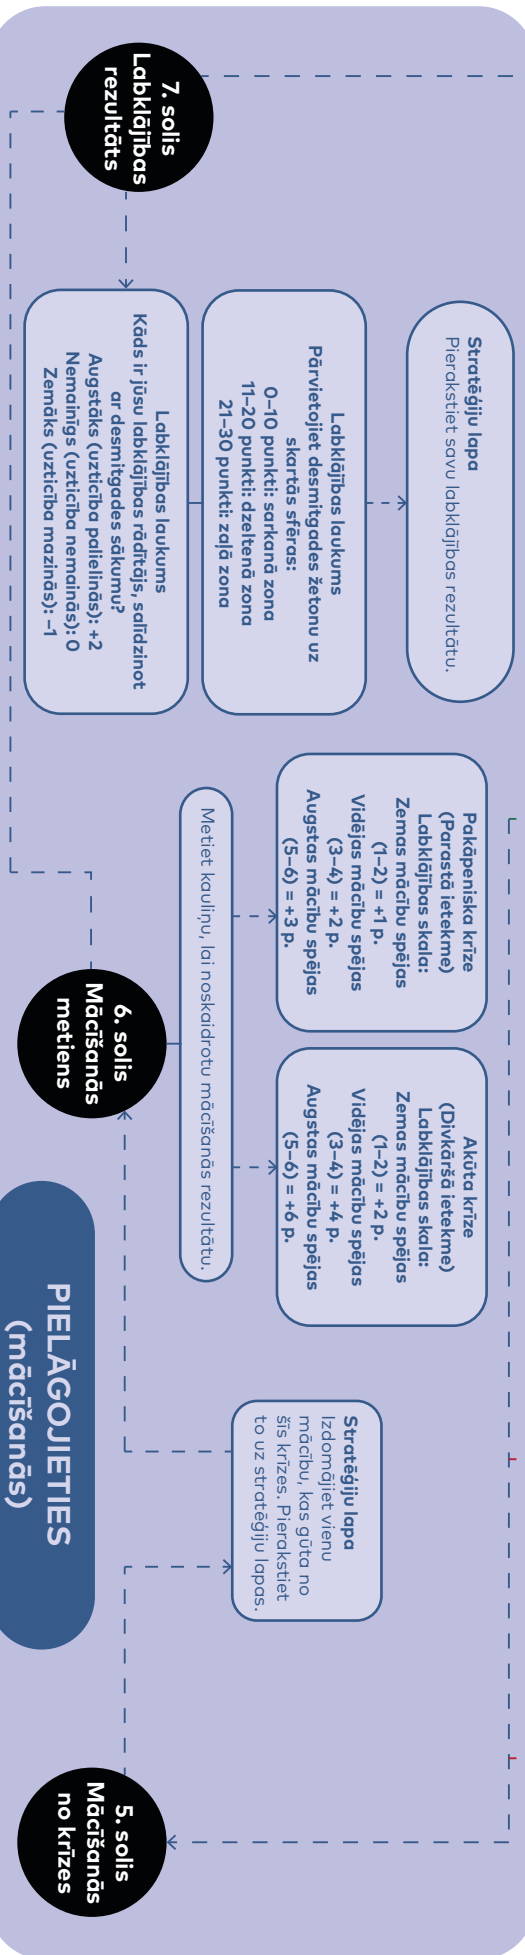 7. solis
Labklājības
rezultāts
Labklājības laukums
Kāds ir jūsu labklājības rādītājs, salīdzinot
ar desmitgades sākumu?
Augstāks (uzticība palielinās): +2
Nemainīgs (uzticība nemainās): 0
Zemāks (uzticība mazinās): –1
Labklājības laukums
Pārvietojiet desmitgades žetonu uz
skartās sfēras:
0–10 punkti: sarkanā zona
11–20 punkti: dzeltenā zona
21–30 punkti: zaļā zona
Stratēģiju lapa
Pierakstiet savu labklājības rezultātu.
Pakāpeniska krīze
(Parastā ietekme)
Labklājības skala:
Zemas mācību spējas
(1–2) = +1 p.
Vidējas mācību spējas
(3–4) = +2 p.
Augstas mācību spējas
(5–6) = +3 p.
Akūta krīze
(Divkāršā ietekme)
Labklājības skala:
Zemas mācību spējas
(1–2) = +2 p.
Vidējas mācību spējas
(3–4) = +4 p.
Augstas mācību spējas
(5–6) = +6 p.
Metiet kauliņu, lai noskaidrotu mācīšanās rezultātu.
6. solis
Mācīšanās
metiens
Stratēģiju lapa
Izdomājiet vienu
mācību, kas gūta no
šīs krīzes. Pierakstiet
to uz stratēģiju lapas.
5. solis
Mācīšanās
no krīzes
PIELĀGOJIETIES
(mācīšanās)